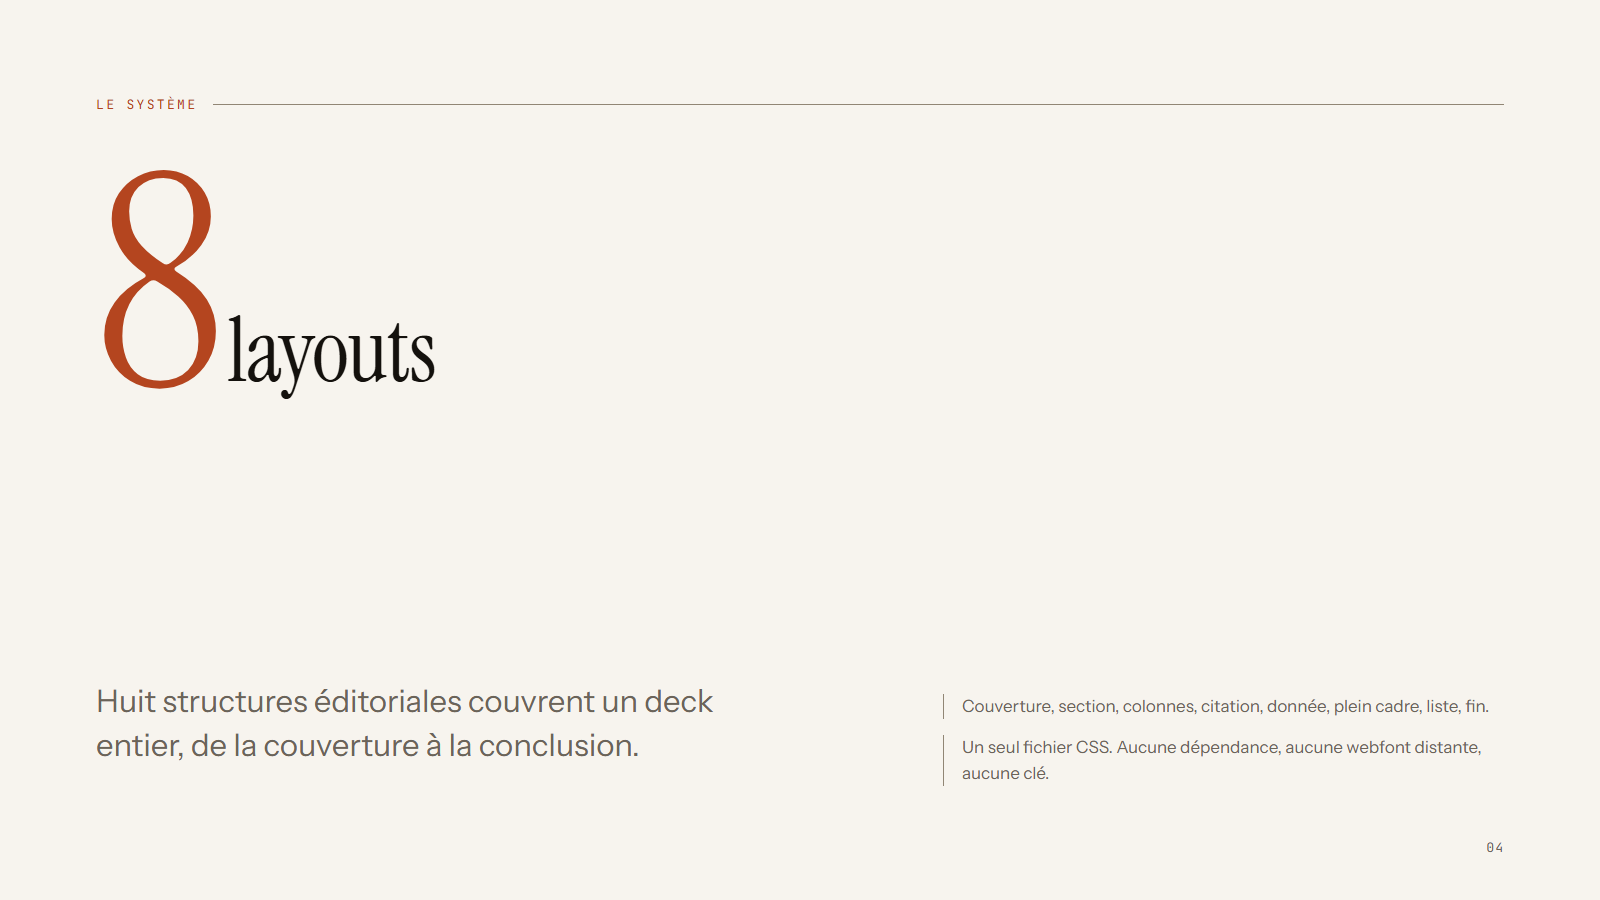 LE SYSTÈME
8 layouts
Huit structures éditoriales couvrent un deck
entier, de la couverture à la conclusion.
Couverture, section, colonnes, citation, donnée, plein cadre, liste, fin.
Un seul fichier CSS. Aucune dépendance, aucune webfont distante,
aucune clé.
04